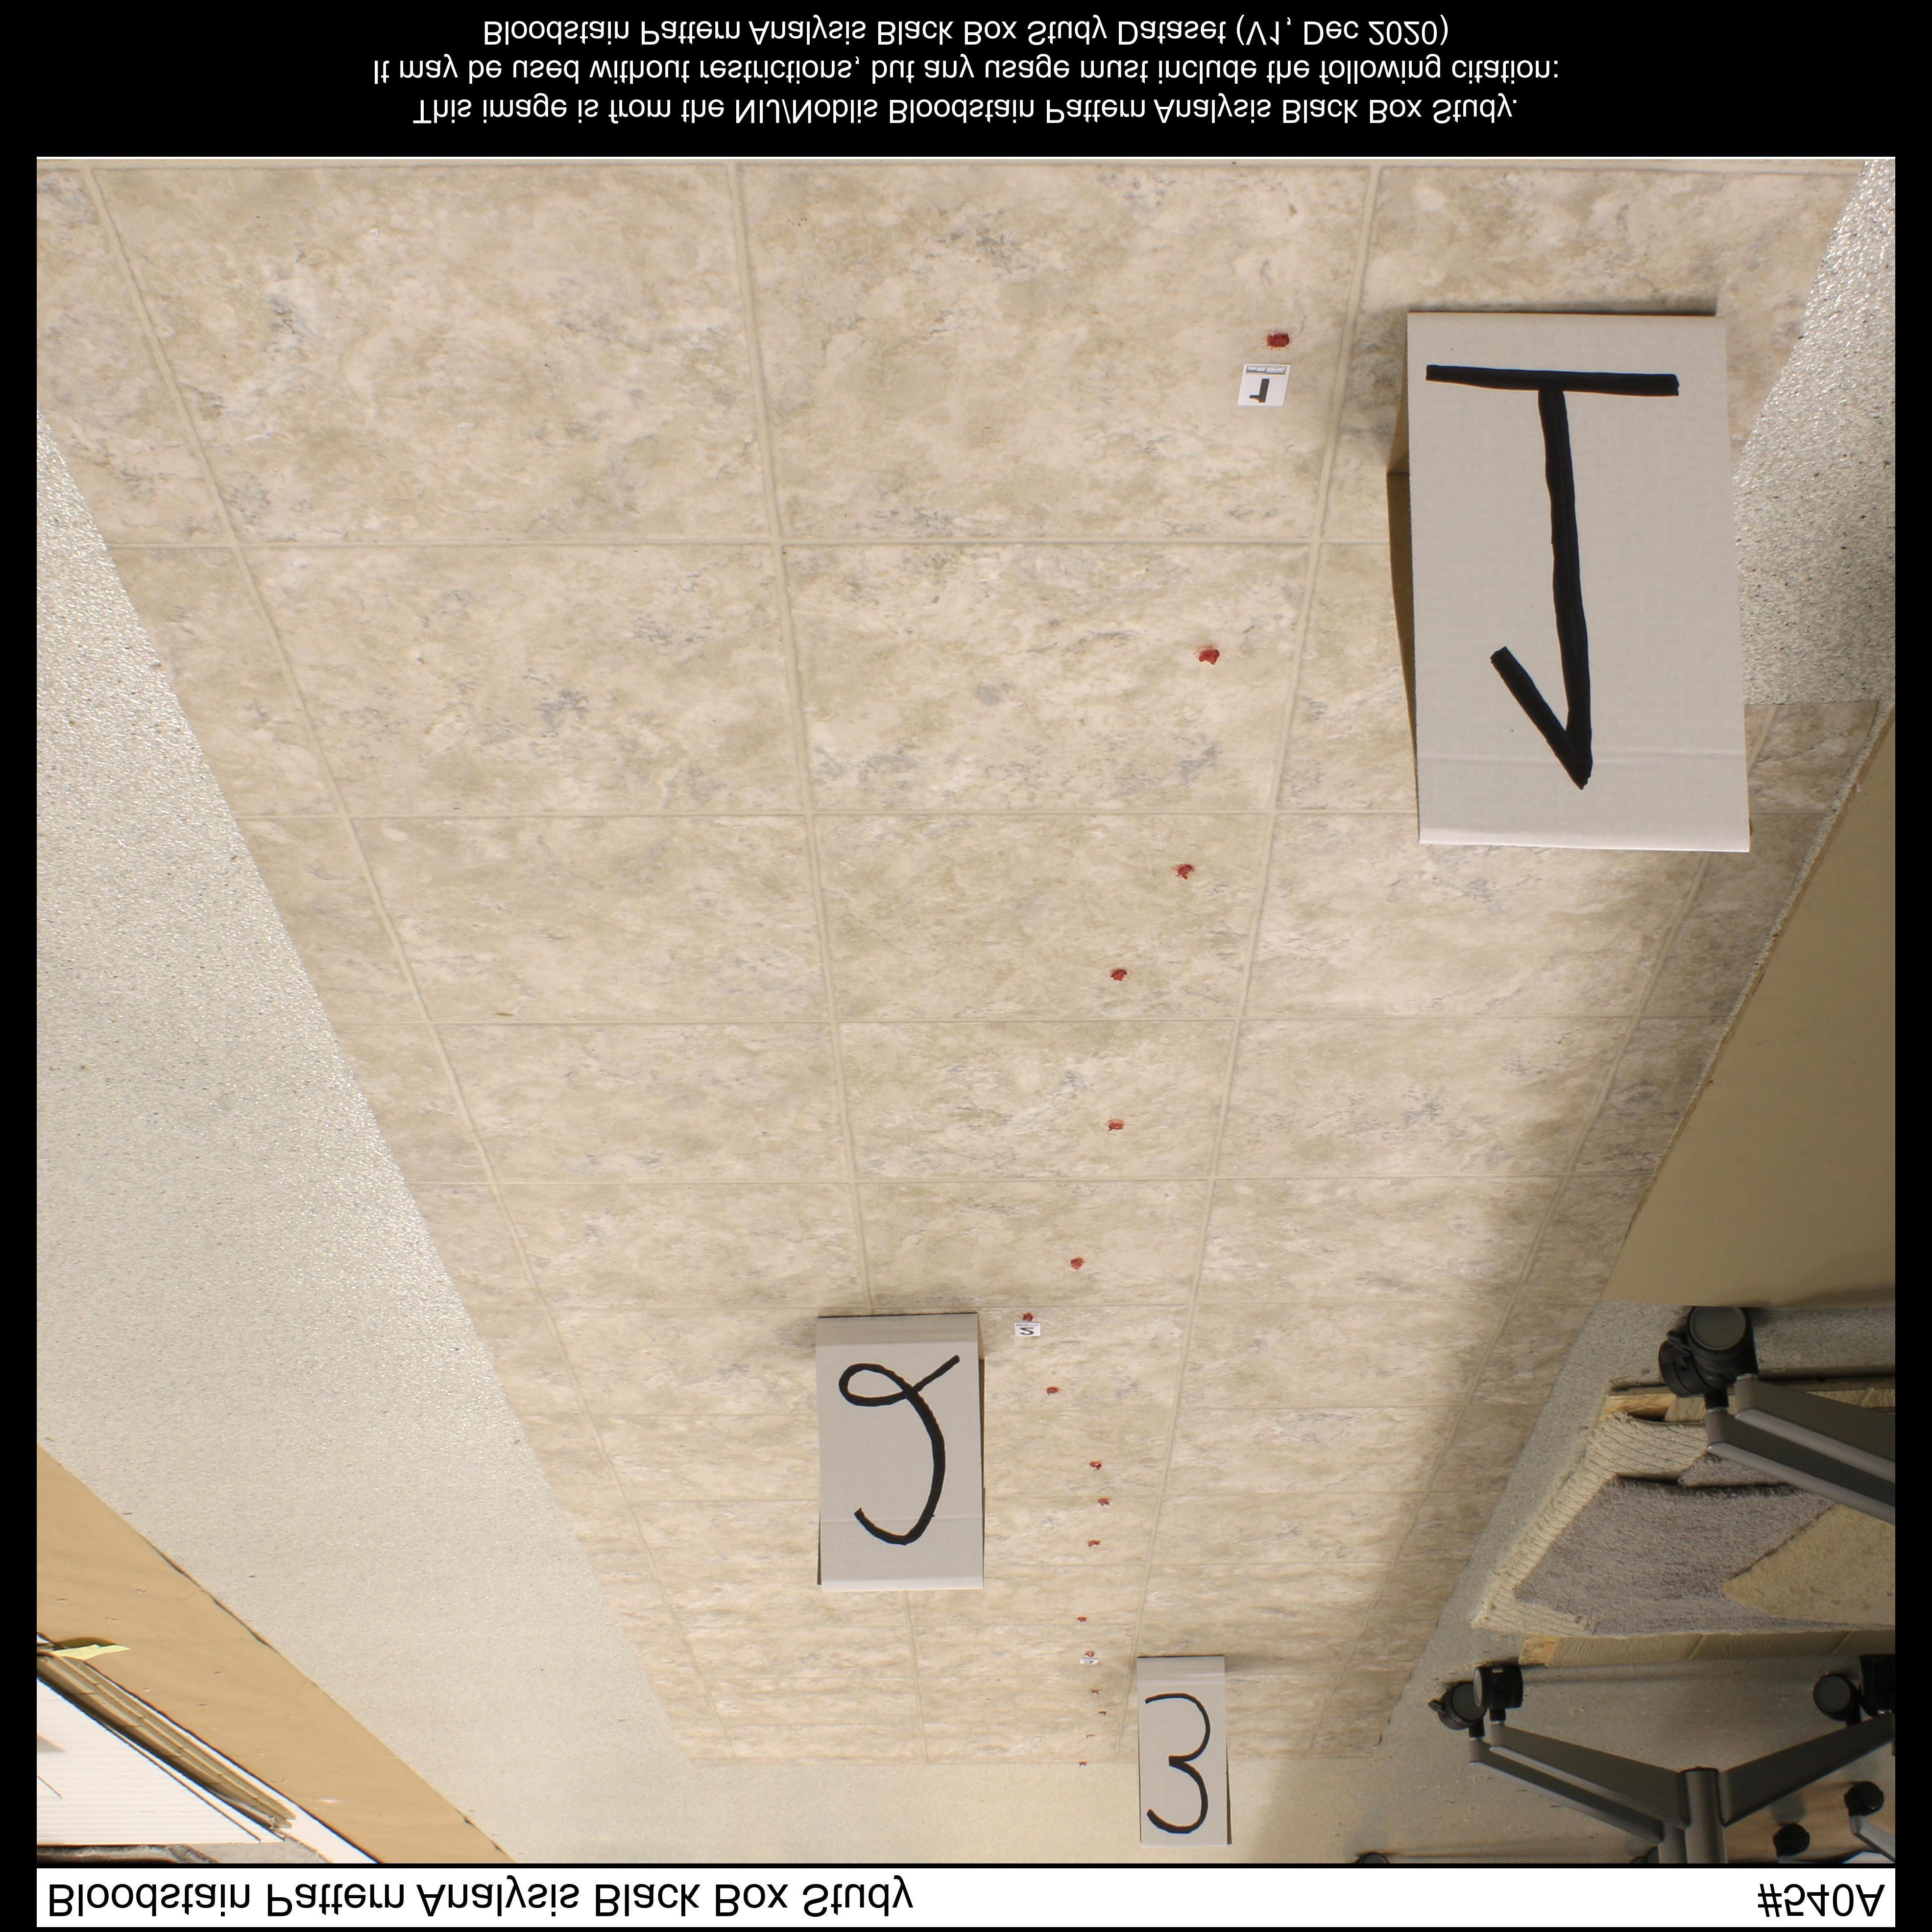 Bloodstain Pattern Analysis Black Box Study #540A
3
2
2
1
1
This image is from the NIJ/Noblis Bloodstain Pattern Analysis Black Box Study.
It may be used without restrictions, but any usage must include the following citation:
Bloodstain Pattern Analysis Black Box Study Dataset (V1, Dec 2020)